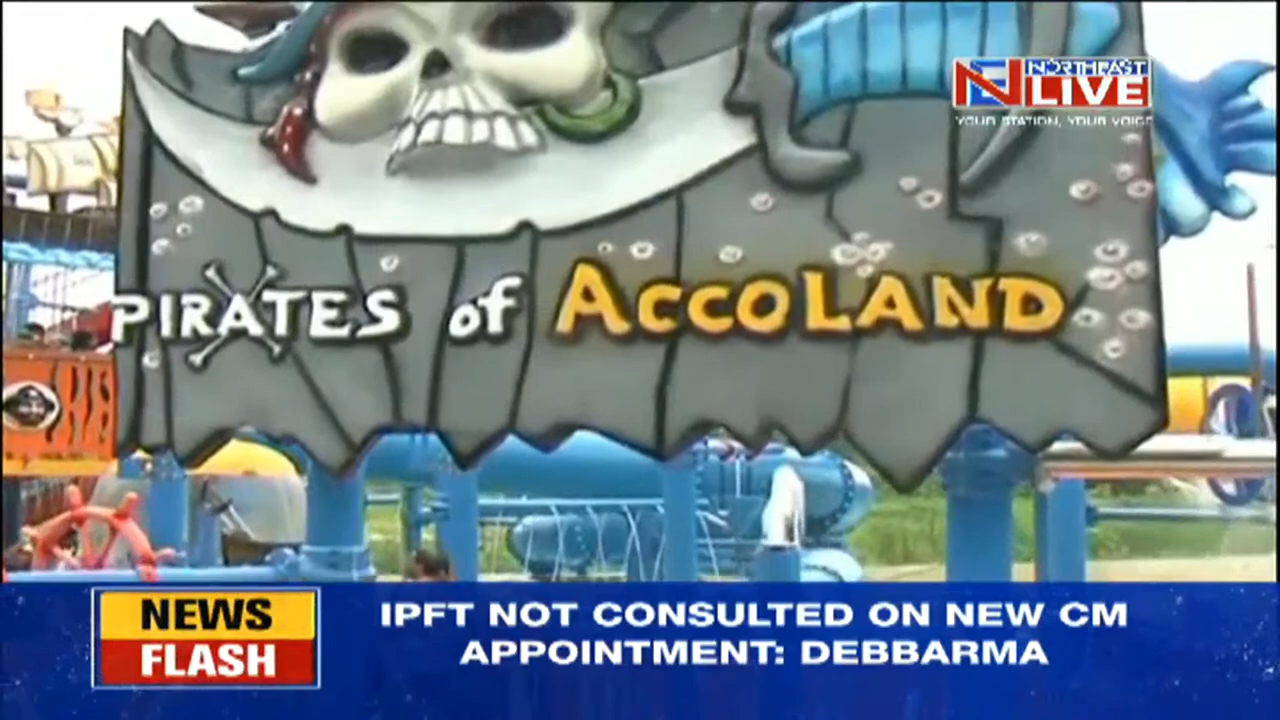 NORTHEAST
NE LIVE
YOUR STATION, YOUR VOICE
PIRATES of ACCOLAND
NEWS
FLASH
IPFT NOT CONSULTED ON NEW CM
APPOINTMENT: DEBBARMA